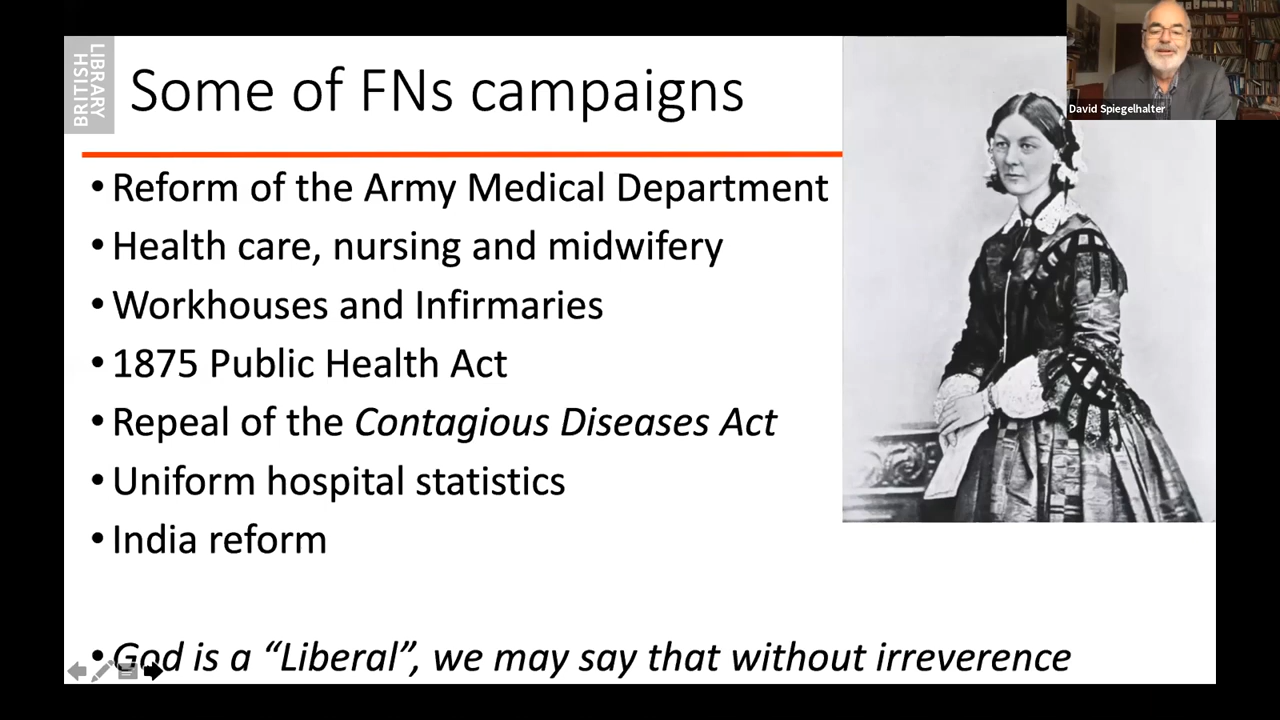 BRITISH
LIBRARY
Some of FNs campaigns
David Spiegelhalter
• Reform of the Army Medical Department
• Health care, nursing and midwifery
• Workhouses and Infirmaries
• 1875 Public Health Act
• Repeal of the Contagious Diseases Act
• Uniform hospital statistics
• India reform
• God is a “Liberal”, we may say that without irreverence